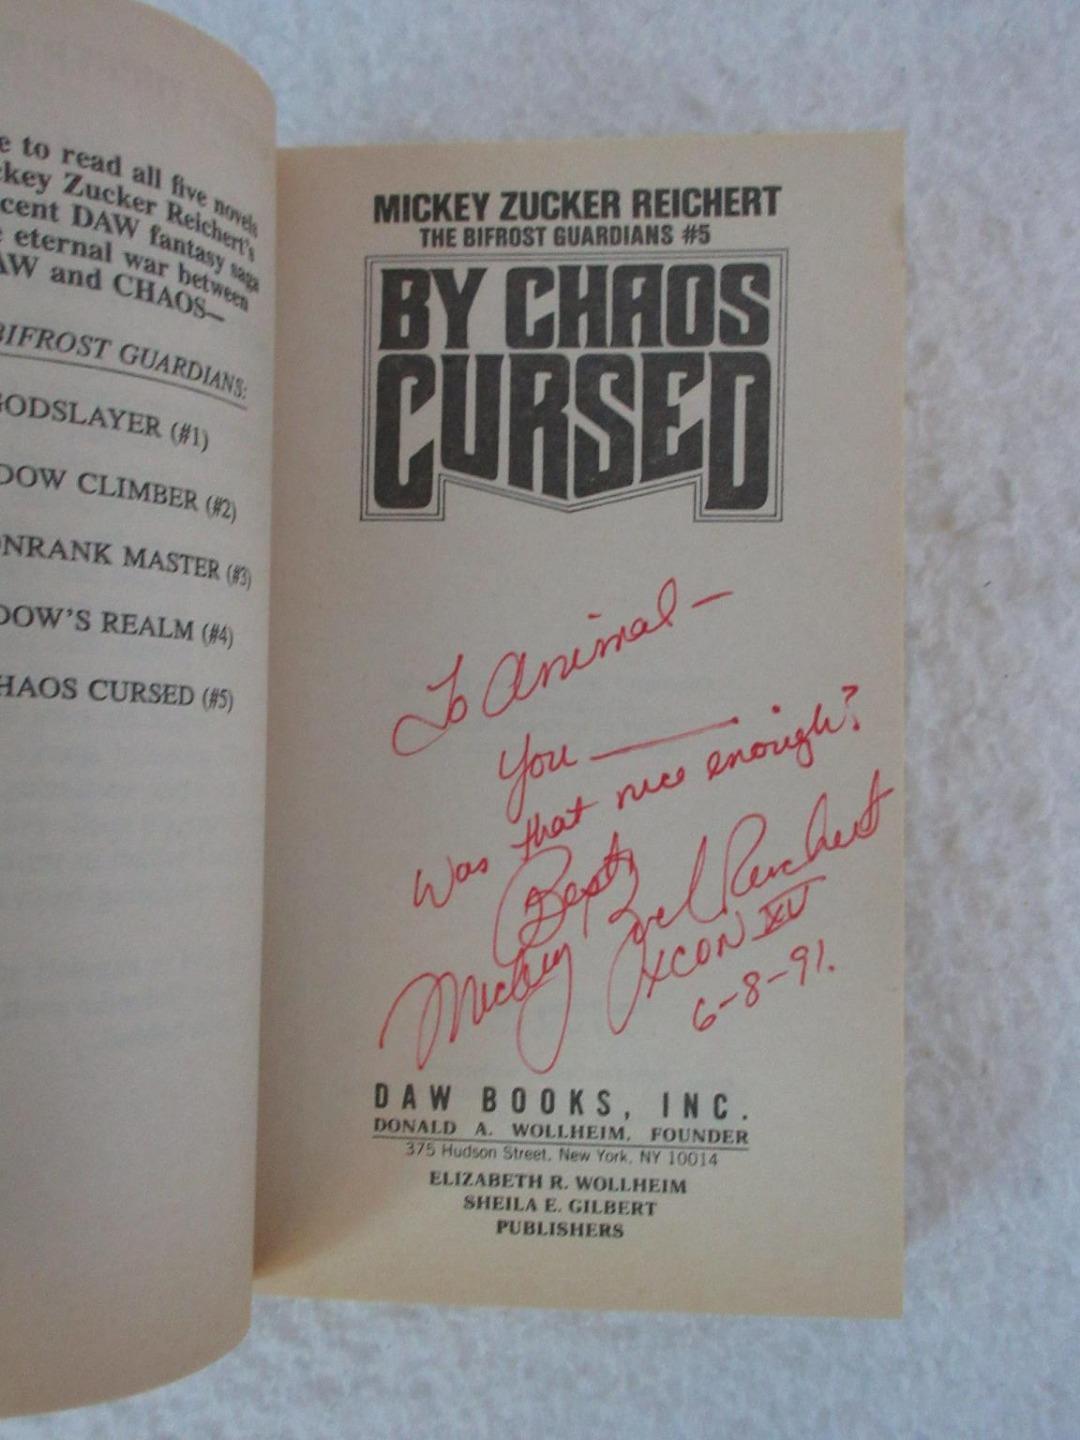 e to read all five novels
ckey Zucker Reichert's
cent DAW fantasy saga
e eternal war between
AW and CHAOS—
BIFROST GUARDIANS:
GODSLAYER (#1)
DOW CLIMBER (#2)
ONRANK MASTER (#3)
DOW'S REALM (#4)
HAOS CURSED (#5)
MICKEY ZUCKER REICHERT
THE BIFROST GUARDIANS #5
BY CHAOS
CURSED
To Animal —
You ———
Was that nice enough?
Best,
Mickey Zucker Reichert
XCON XV
6-8-91.
DAW BOOKS, INC.
DONALD A. WOLLHEIM, FOUNDER
375 Hudson Street, New York, NY 10014
ELIZABETH R. WOLLHEIM
SHEILA E. GILBERT
PUBLISHERS